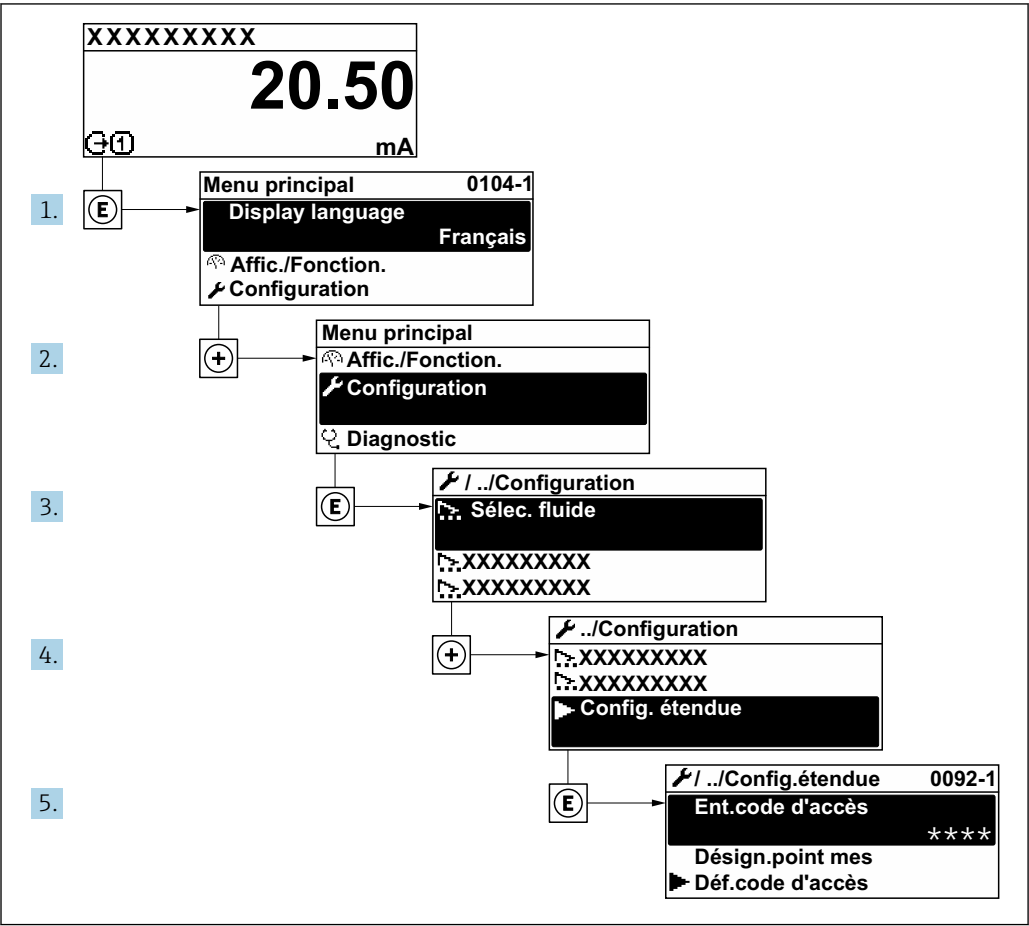 XXXXXXXXX
20.50
1 mA
1. E
Menu principal 0104-1
Display language
Français
Affic./Fonction.
Configuration
2. +
Menu principal
Affic./Fonction.
Configuration
Diagnostic
3. E
/ ../Configuration
Sélec. fluide
XXXXXXXXX
XXXXXXXXX
4. +
../Configuration
XXXXXXXXX
XXXXXXXXX
Config. étendue
5. E
/ ../Config.étendue 0092-1
Ent.code d'accès
****
Désign.point mes
Déf.code d'accès